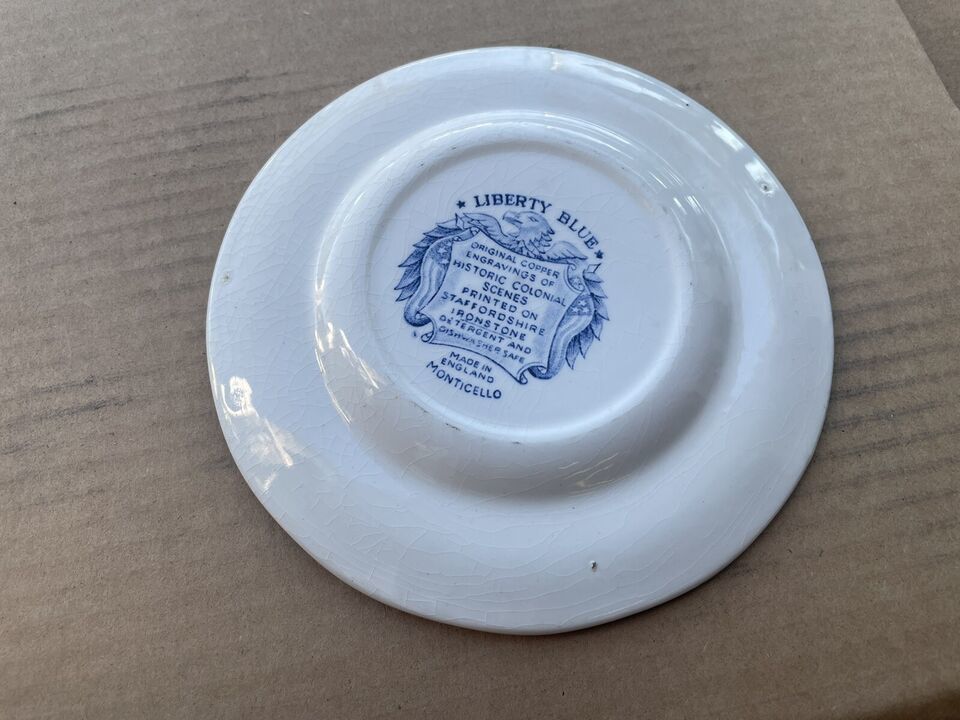 ★ LIBERTY BLUE ★
ORIGINAL COPPER
ENGRAVINGS OF
HISTORIC COLONIAL
SCENES
PRINTED ON
STAFFORDSHIRE
IRONSTONE
DETERGENT AND
DISHWASHER SAFE
MADE IN
ENGLAND
MONTICELLO